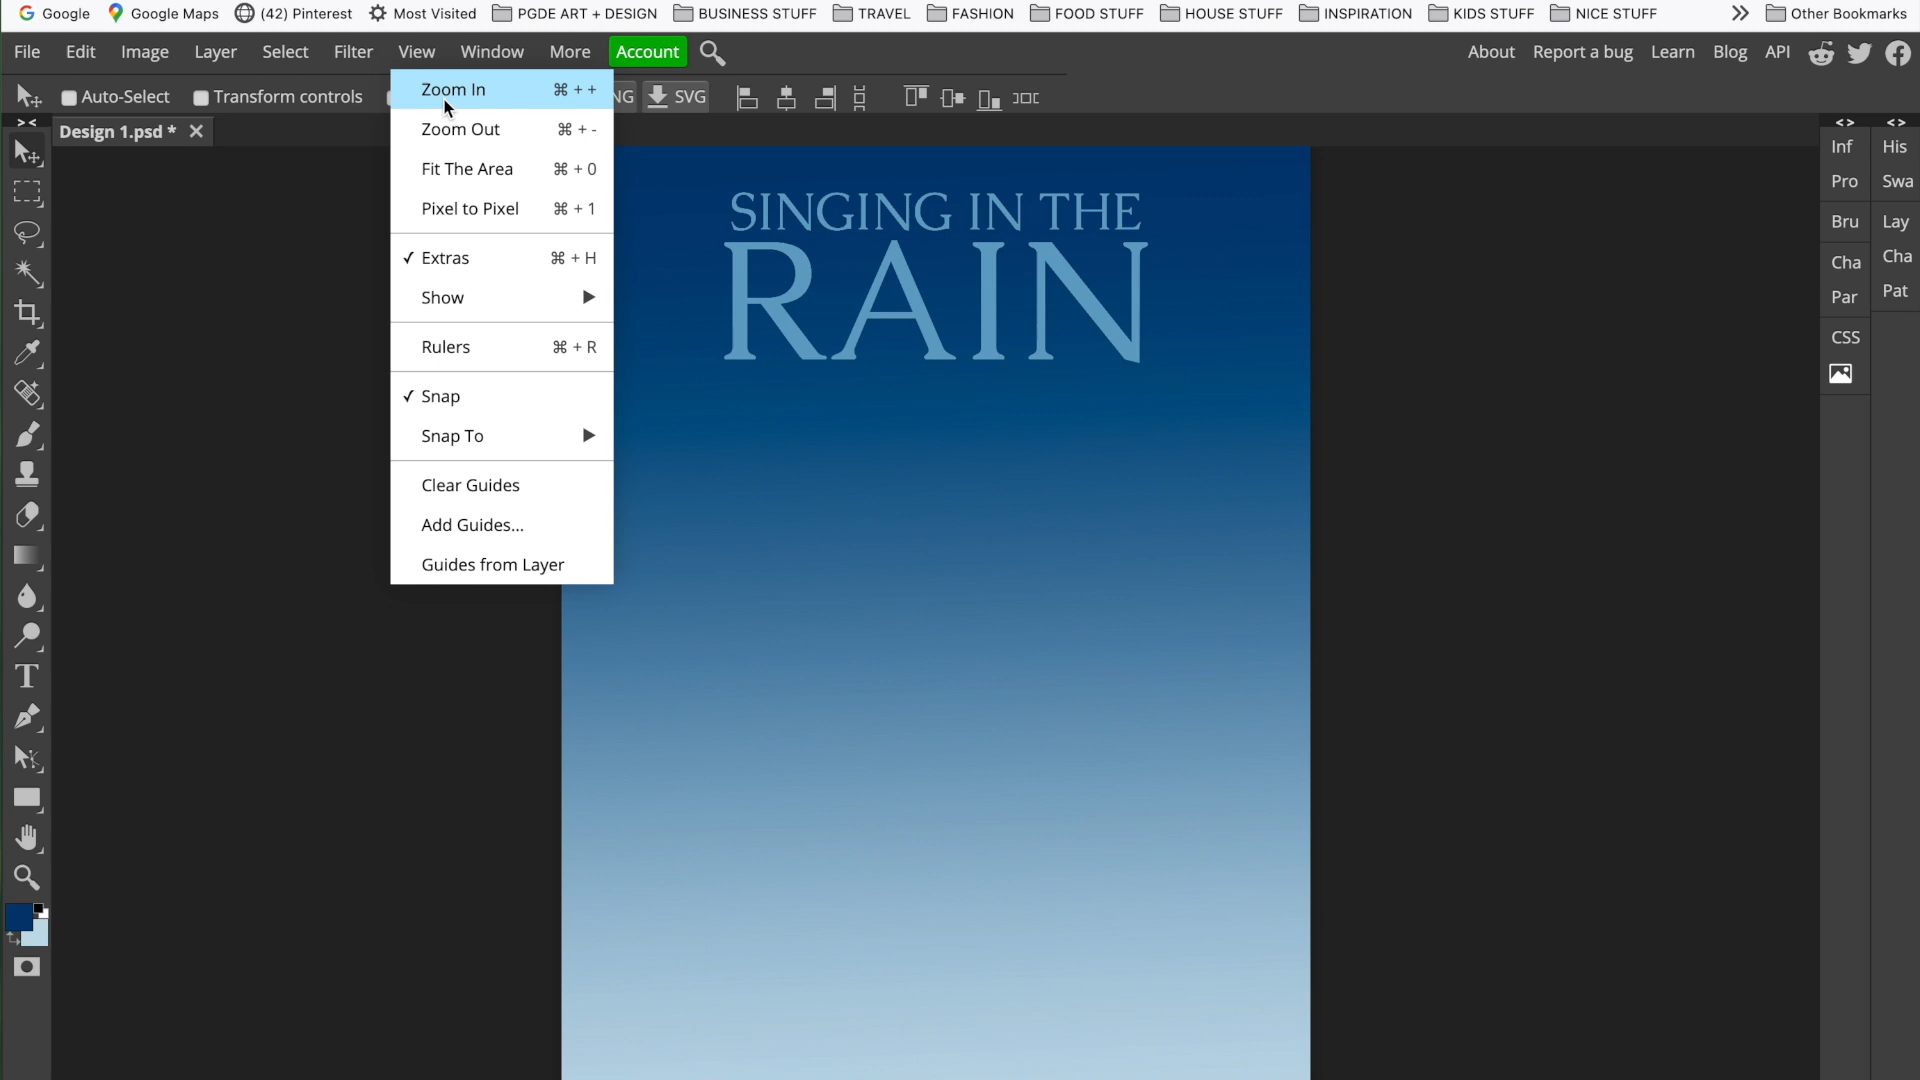 Google Google Maps (42) Pinterest Most Visited PGDE ART + DESIGN BUSINESS STUFF TRAVEL FASHION FOOD STUFF HOUSE STUFF INSPIRATION KIDS STUFF NICE STUFF Other Bookmarks
File Edit Image Layer Select Filter View Window More Account About Report a bug Learn Blog API
Auto-Select Transform controls NG SVG
Design 1.psd *
Zoom In ⌘ + +
Zoom Out ⌘ + -
Fit The Area ⌘ + 0
Pixel to Pixel ⌘ + 1
Extras ⌘ + H
Show
Rulers ⌘ + R
Snap
Snap To
Clear Guides
Add Guides...
Guides from Layer
SINGING IN THE
RAIN
Inf His
Pro Swa
Bru Lay
Cha Cha
Par Pat
CSS